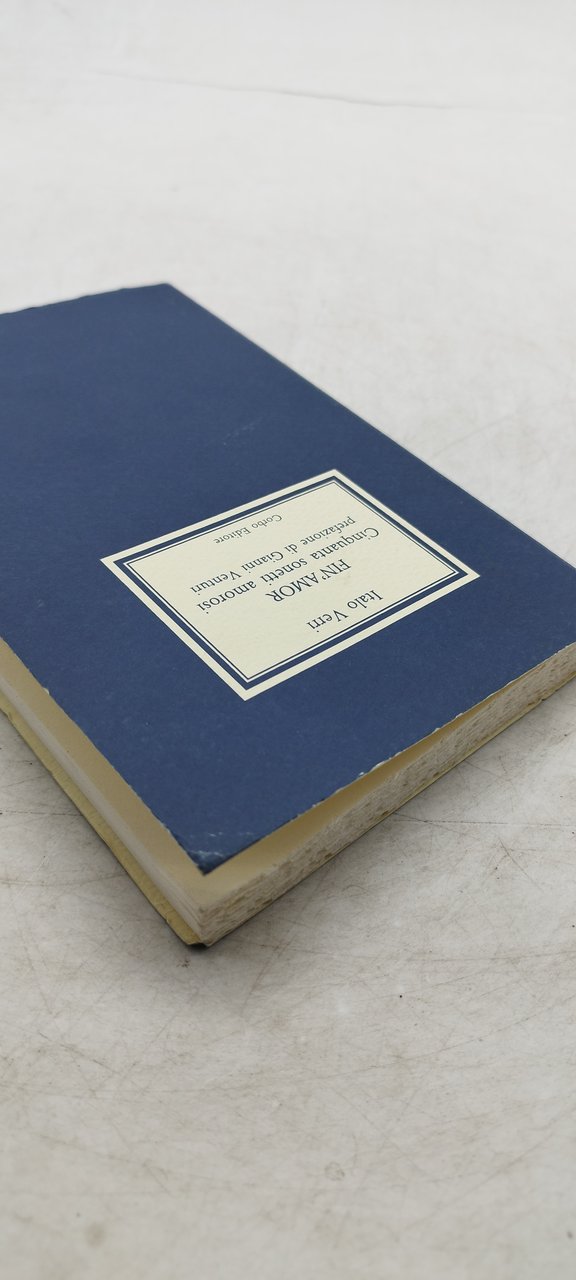 Italo Verri
FIN' AMOR
Cinquanta sonetti amorosi
prefazione di Gianni Venturi
Corbo Editore